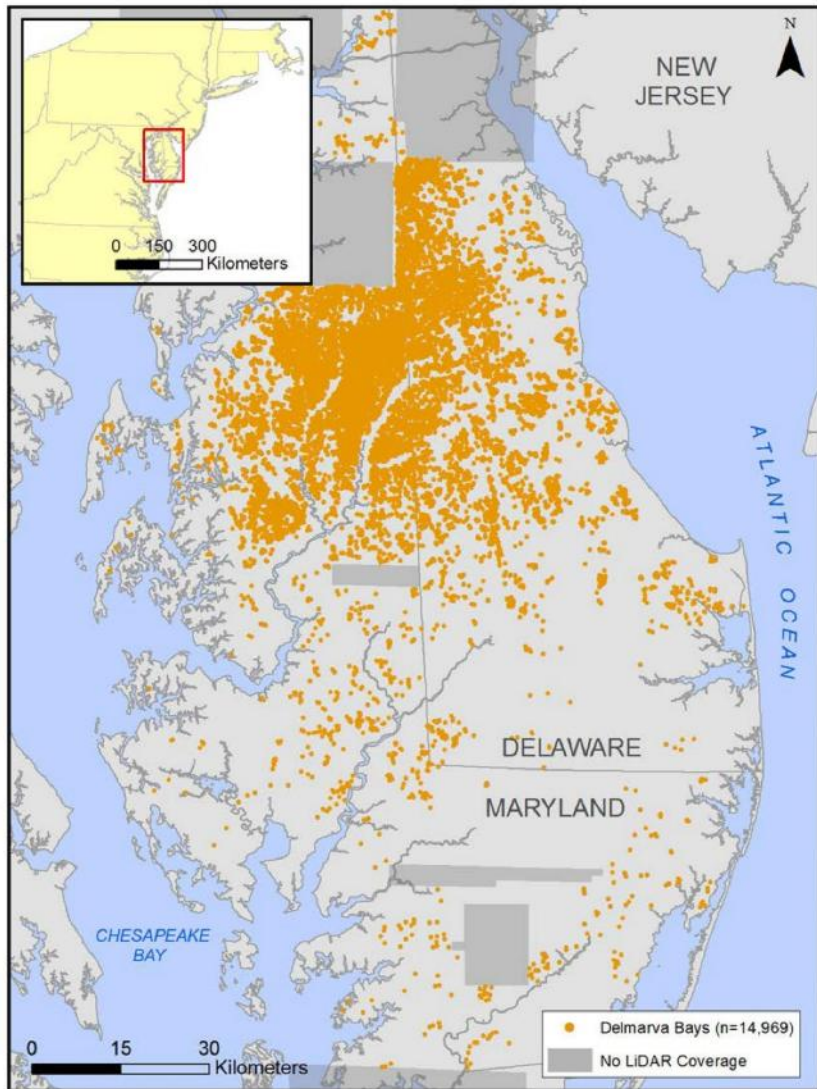 N
NEW
JERSEY
0 150 300
Kilometers
ATLANTIC OCEAN
DELAWARE
MARYLAND
CHESAPEAKE
BAY
Delmarva Bays (n=14,969)
No LiDAR Coverage
0 15 30
Kilometers